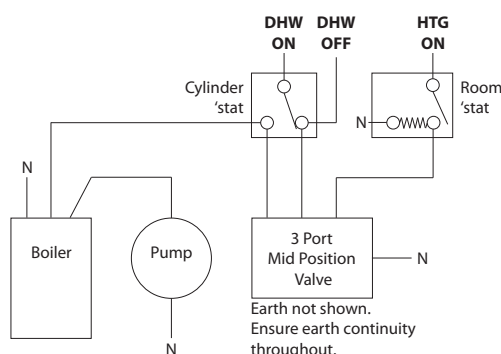 DHW ON
DHW OFF
HTG ON
Cylinder
‘stat
Room
‘stat
N
N
Boiler
Pump
3 Port
Mid Position
Valve
N
N
Earth not shown.
Ensure earth continuity
throughout.